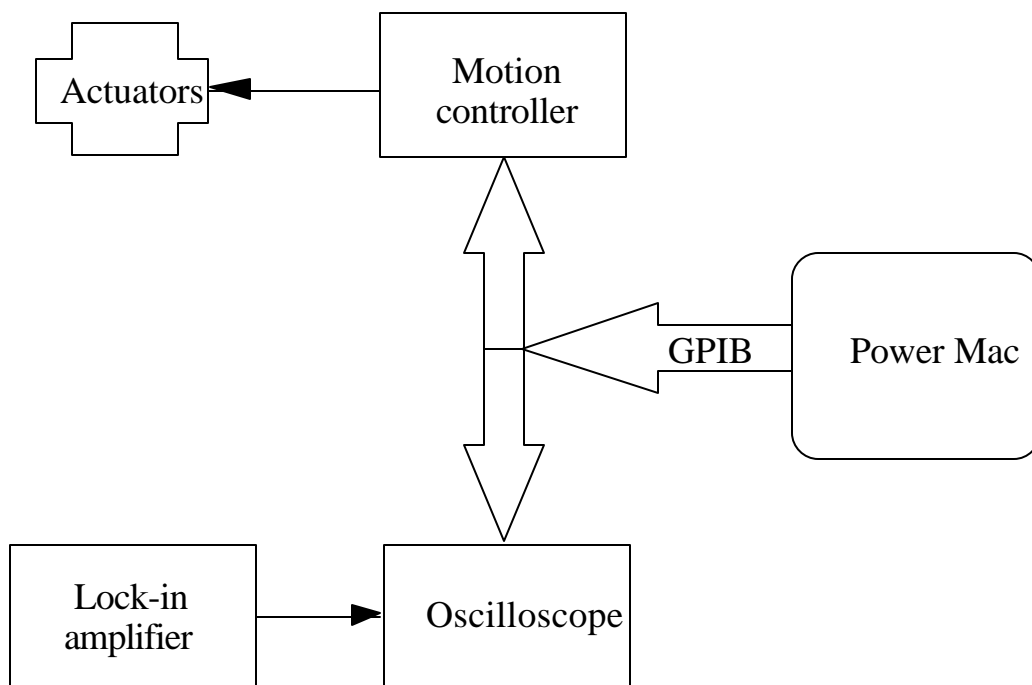 Actuators
Motion
controller
GPIB
Power Mac
Lock-in
amplifier
Oscilloscope